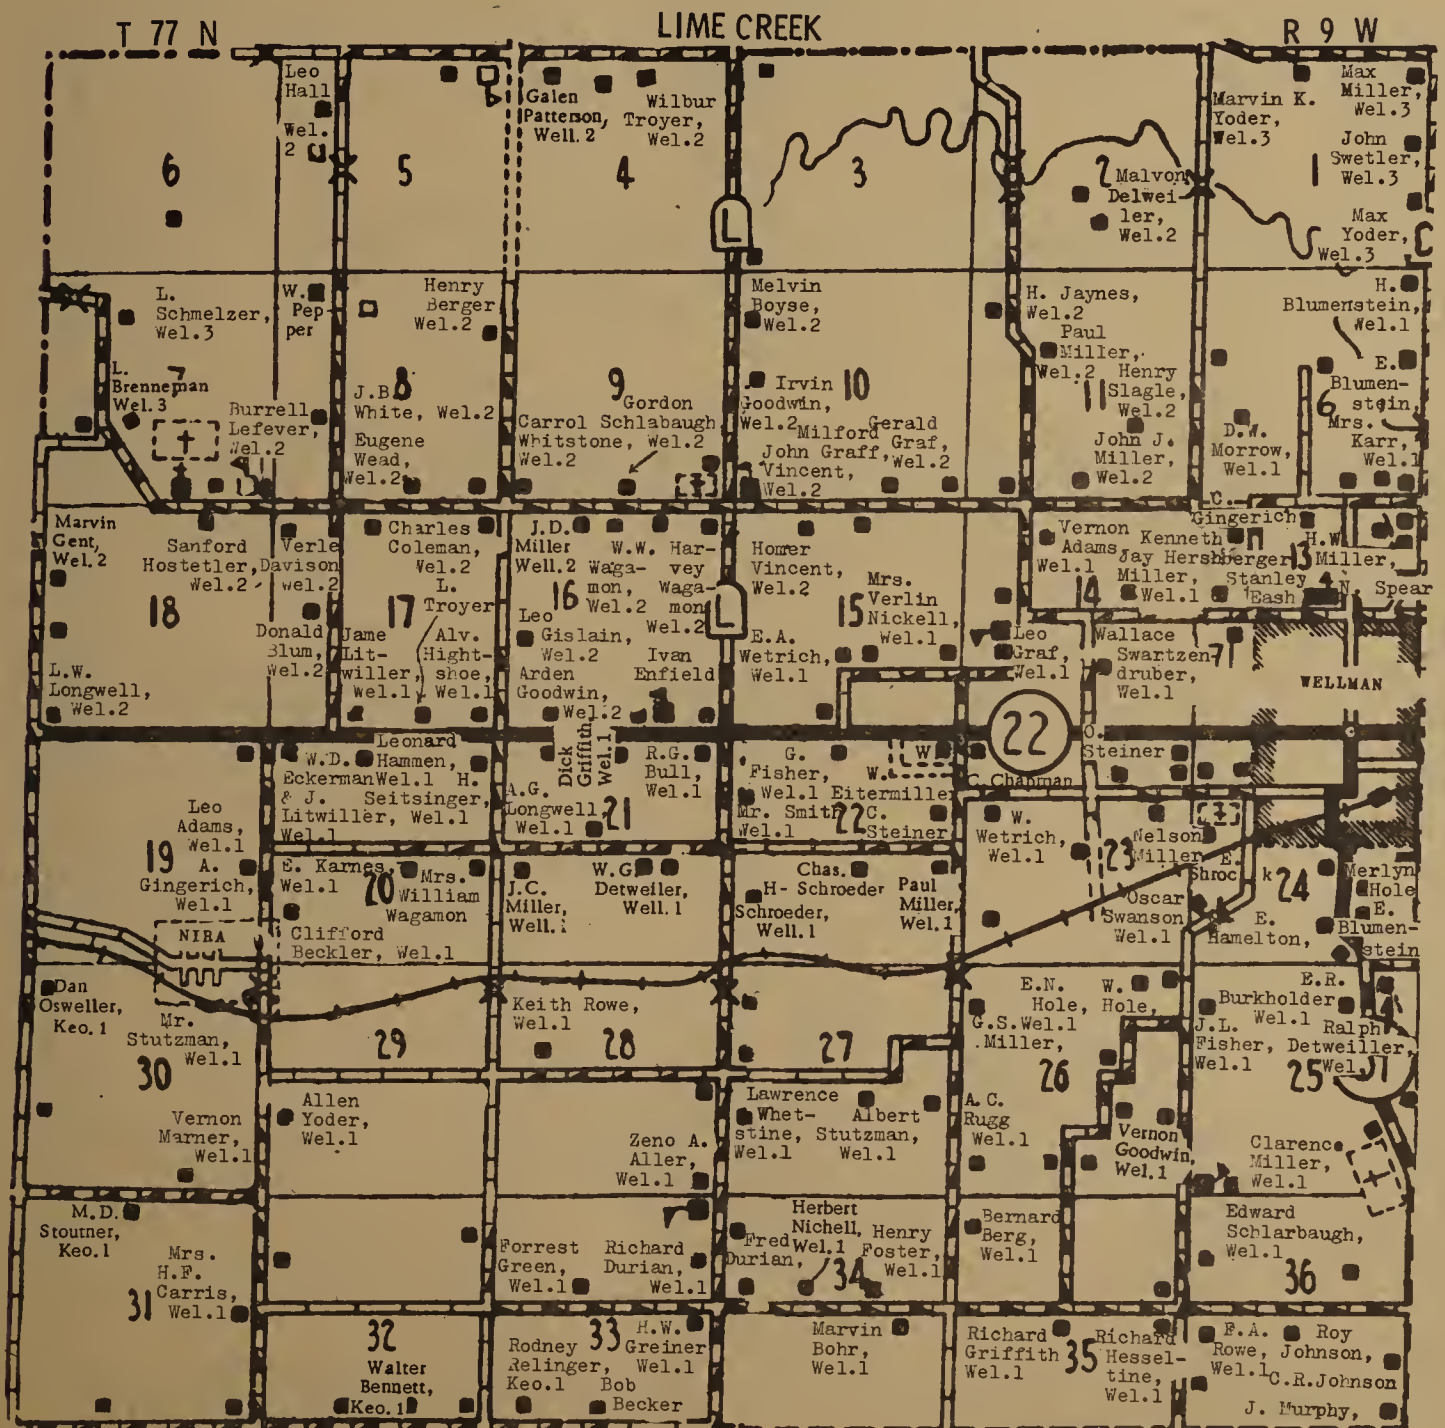 T 77 N
LIME CREEK
R 9 W
Leo
Hall
Wel.
2
6
5
Galen
Patterson,
Well. 2
Wilbur
Troyer,
Wel.2
4
3
L
2
Malvon
Delwei-
ler,
Wel.2
Marvin K.
Yoder,
Wel.3
Max
Miller,
Wel.3
John
Swetler,
Wel.3
1
Max
Yoder,
Wel.3
C
L.
Schmelzer,
Wel.3
W.
Pep-
per
Henry
Berger
Wel.2
Melvin
Boyse,
Wel.2
H. Jaynes,
Wel.2
Paul
Miller,
Wel.2
H.
Blumenstein,
Wel.1
L.
Brenneman
Wel.3
7
Burrell
Lefever,
Wel.2
J.B.
White, Wel.2
8
Eugene
Wead,
Wel.2
9
Gordon
Schlabaugh
Wel.2
Carrol
Whitstone,
Wel.2
Irvin
Goodwin,
Wel.2
10
Milford
Graff,
John
Vincent,
Wel.2
Gerald
Graf,
Wel.2
11
Henry
Slagle,
Wel.2
John J.
Miller,
Wel.2
D.W.
Morrow,
Wel.1
6
E.
Blumen-
stein,
Mrs.
Karr,
Wel.1
Marvin
Gent,
Wel.2
Sanford
Hostetler,
Wel.2
Verle
Davison
Wel.2
18
Donald
Blum,
Wel.2
L.W.
Longwell,
Wel.2
Charles
Coleman,
Wel.2
L.
Troyer
17
Jame
Lit-
willer,
Wel.1
Alv.
Hight-
shoe,
Wel.1
J.D.
Miller
Well.2
W.W.
Waga-
mon,
Wel.2
Har-
vey
Waga-
mon
Wel.2
16
Leo
Gislain,
Wel.2
Arden
Goodwin,
Wel.2
Ivan
Enfield
L
Homer
Vincent,
Wel.2
Mrs.
Verlin
Nickell,
Wel.1
15
E.A.
Wetrich,
Wel.1
Vernon
Adams,
Wel.1
C.
Gingerich
Kenneth
Hershberger
Wel.1
Jay
Miller,
Stanley
Eash
13
H.W.
Miller,
N. Spear
14
Leo
Graf,
Wel.1
Wallace
Swartzen-
druber,
Wel.1
7
WELLMAN
22
Leonard
Hammen,
Wel.1
W.D.
Eckerman
& J.
Litwiller,
Wel.1
H.
Seitsinger,
Wel.1
Dick
Griffith,
Wel.1
A.G.
Longwell,
Wel.1
R.G.
Bull,
Wel.1
21
G.
Fisher,
Wel.1
Mr. Smith
Wel.1
W
W.
Eitermiller
22
C.
Steiner
C. Chapman
O.
Steiner
Leo
Adams,
Wel.1
19
A.
Gingerich,
Wel.1
E. Karnes,
Wel.1
20
Mrs.
William
Wagamon
Clifford
Beckler, Wel.1
J.C.
Miller,
Well.1
W.G.
Detweiler,
Well.1
Chas.
H- Schroeder
Schroeder,
Well.1
Paul
Miller,
Wel.1
W.
Wetrich,
Wel.1
23
Nelson
Miller
E.
Shroc k
24
Oscar
Swanson
Wel.1
E.
Hamelton,
Merlyn
Hole
E.
Blumen-
stein
NIRA
Dan
Osweller,
Keo.1
Mr.
Stutzman,
Wel.1
30
Vernon
Marner,
Wel.1
29
Allen
Yoder,
Wel.1
Keith Rowe,
Wel.1
28
27
Zeno A.
Aller,
Wel.1
Lawrence
Whet-
stine,
Wel.1
Albert
Stutzman,
Wel.1
E.N.
Hole,
Wel.1
W.
Hole,
G.S.
Miller,
26
A.C.
Rugg
Wel.1
Vernon
Goodwin,
Wel.1
E.R.
Burkholder
Wel.1
J.L.
Fisher,
Wel.1
Ralph
Detweiller,
Wel.1
25
Clarence
Miller,
Wel.1
M.D.
Stoutner,
Keo.1
Mrs.
H.F.
Carris,
Wel.1
31
Forrest
Green,
Wel.1
Richard
Durian,
Wel.1
Fred
Durian,
Herbert
Nichell,
Wel.1
Henry
Foster,
Wel.1
34
Bernard
Berg,
Wel.1
Edward
Schlarbaugh,
Wel.1
36
32
Walter
Bennett,
Keo.1
33
Rodney
Relinger,
Keo.1
H.W.
Greiner
Wel.1
Bob
Becker
Marvin
Bohr,
Wel.1
Richard
Griffith
Wel.1
35
Richard
Hessel-
tine,
Wel.1
F.A.
Rowe,
Wel.1
Roy
Johnson,
C.R.Johnson
J. Murphy,